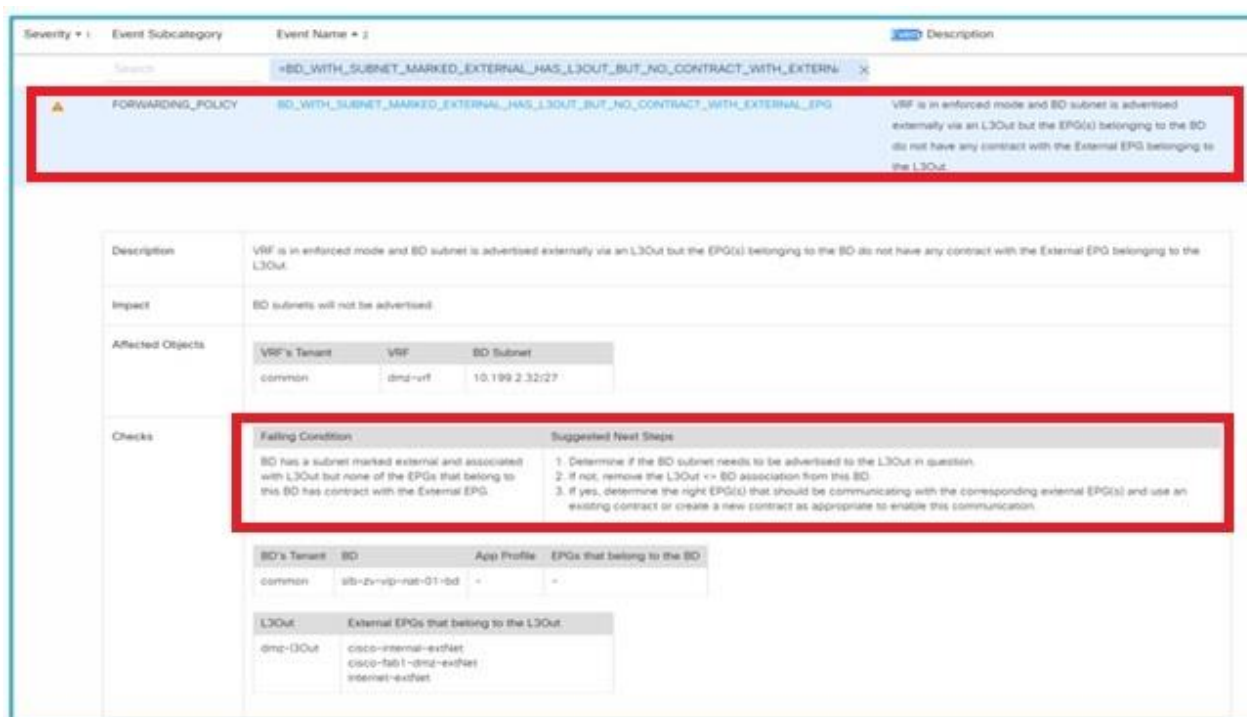 Severity
Event Subcategory
Event Name
Event Description
Search
=BD_WITH_SUBNET_MARKED_EXTERNAL_HAS_L3OUT_BUT_NO_CONTRACT_WITH_EXTERN
FORWARDING_POLICY
BD_WITH_SUBNET_MARKED_EXTERNAL_HAS_L3OUT_BUT_NO_CONTRACT_WITH_EXTERNAL_EPG
VRF is in enforced mode and BD subnet is advertised
externally via an L3Out but the EPG(s) belonging to the BD
do not have any contract with the External EPG belonging to
the L3Out.
Description
VRF is in enforced mode and BD subnet is advertised externally via an L3Out but the EPG(s) belonging to the BD do not have any contract with the External EPG belonging to the
L3Out.
Impact
BD subnets will not be advertised.
Affected Objects
VRF's Tenant VRF BD Subnet
common dmz-vrf 10.199.2.32/27
Checks
Failing Condition
BD has a subnet marked external and associated
with L3Out but none of the EPGs that belong to
this BD has contract with the External EPG.
Suggested Next Steps
1. Determine if the BD subnet needs to be advertised to the L3Out in question.
2. If not, remove the L3Out <> BD association from this BD.
3. If yes, determine the right EPG(s) that should be communicating with the corresponding external EPG(s) and use an
existing contract or create a new contract as appropriate to enable this communication.
BD's Tenant BD App Profile EPGs that belong to the BD
common slb-zv-vip-nat-01-bd - -
L3Out External EPGs that belong to the L3Out
dmz-l3Out cisco-internal-extNet
cisco-fab1-dmz-extNet
internet-extNet